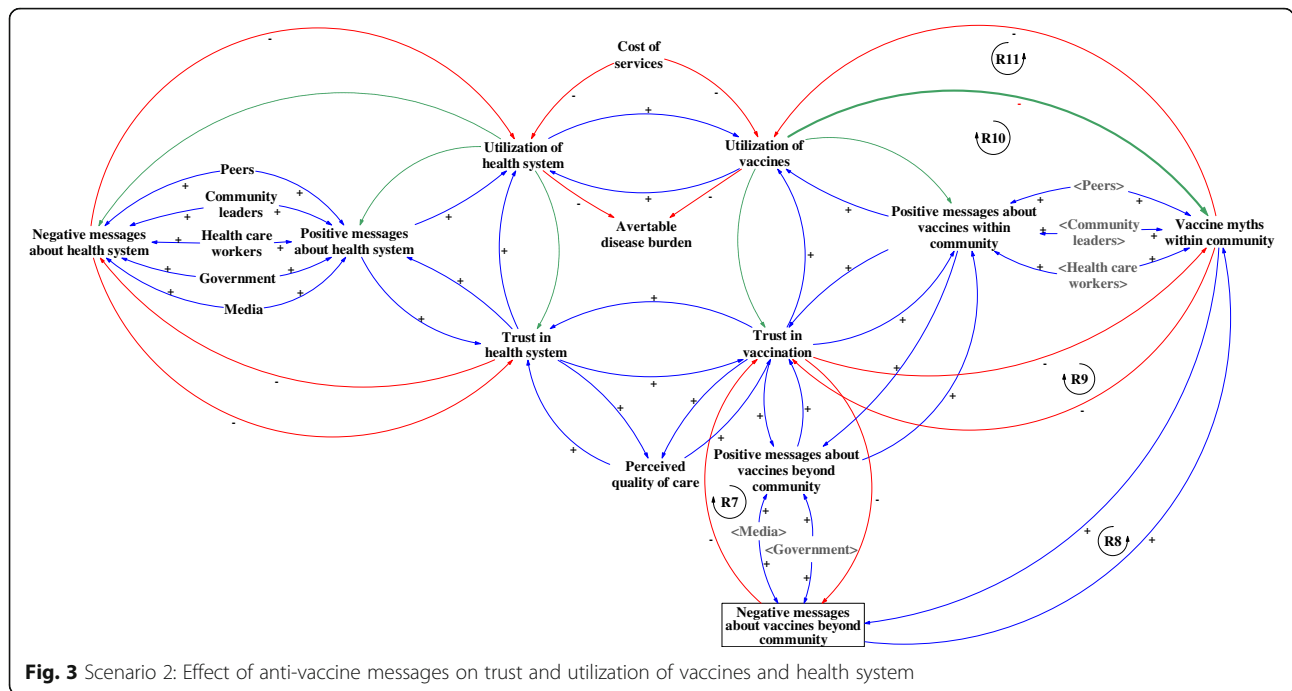 Cost of
services
R11
R10
Utilization of
health system
Utilization of
vaccines
Peers
Community
leaders
Health care
workers
Government
Media
Negative messages
about health system
Positive messages
about health system
Avertable
disease burden
Positive messages about
vaccines within
community
<Peers>
<Community
leaders>
<Health care
workers>
Vaccine myths
within community
Trust in
health system
Trust in
vaccination
R9
Perceived
quality of care
Positive messages about
vaccines beyond
community
R7
<Media>
<Government>
R8
Negative messages
about vaccines beyond
community
Fig. 3 Scenario 2: Effect of anti-vaccine messages on trust and utilization of vaccines and health system